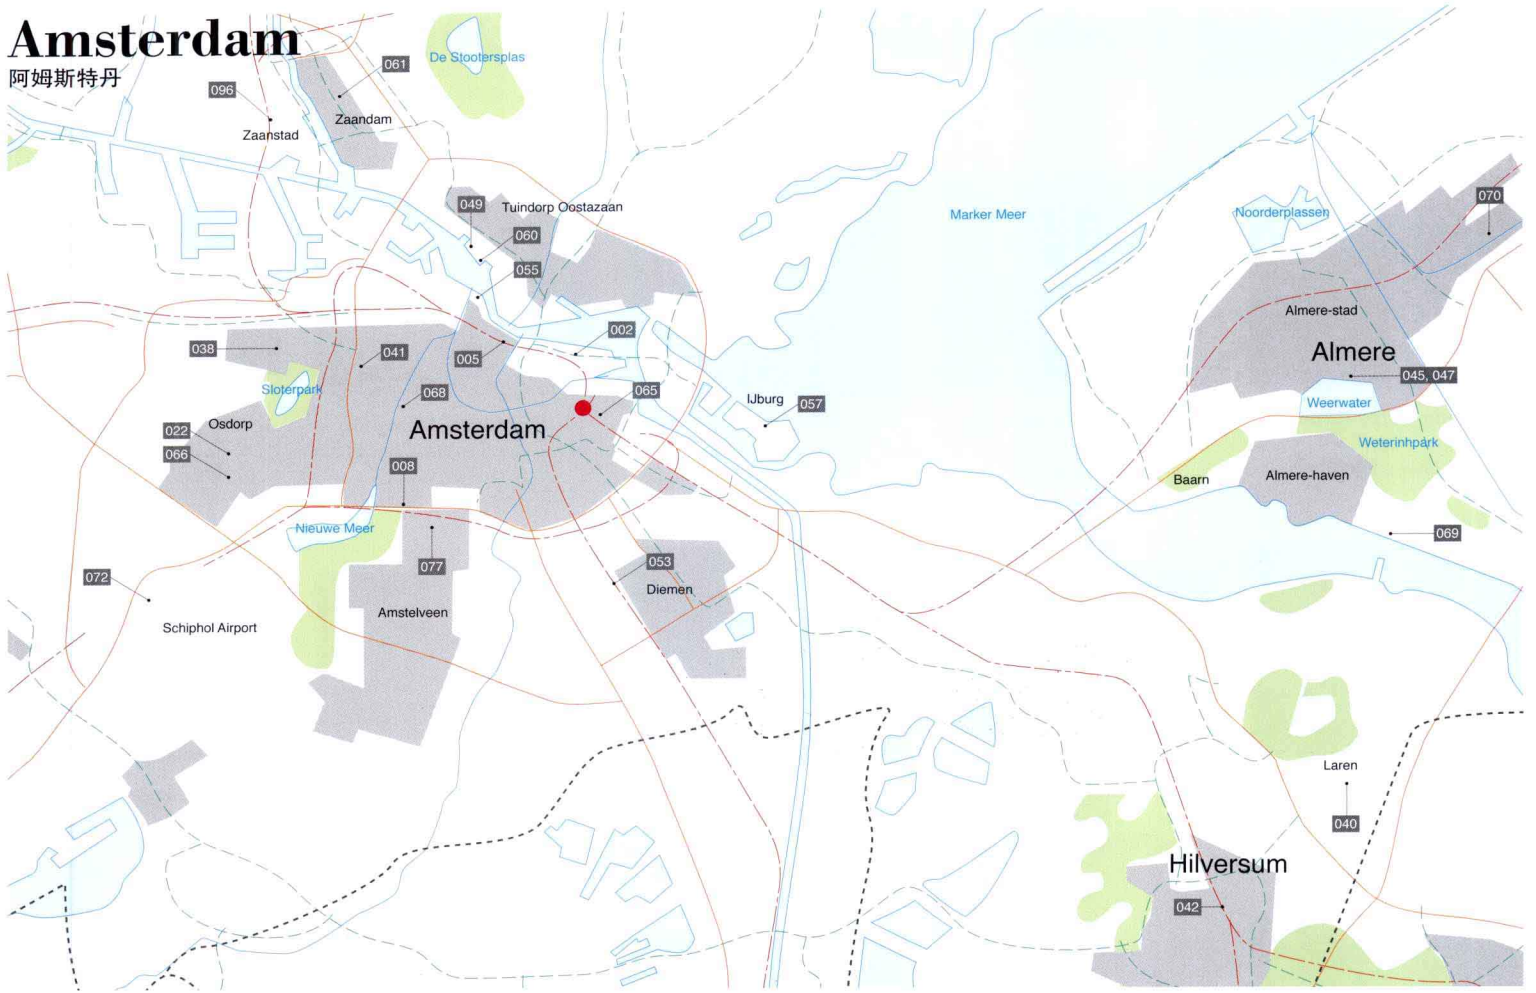 Amsterdam
阿姆斯特丹
De Stootersplas
061
096
Zaandam
Zaanstad
070
049
Tuindorp Oostazaan
Noorderplassen
Marker Meer
060
055
Almere-stad
002
038
041
005
Almere
045, 047
Sloterpark
068
065
IJburg
057
Weerwater
Osdorp
022
Amsterdam
Weterinhpark
066
008
Baarn
Almere-haven
Nieuwe Meer
069
077
053
072
Diemen
Amstelveen
Schiphol Airport
Laren
040
Hilversum
042